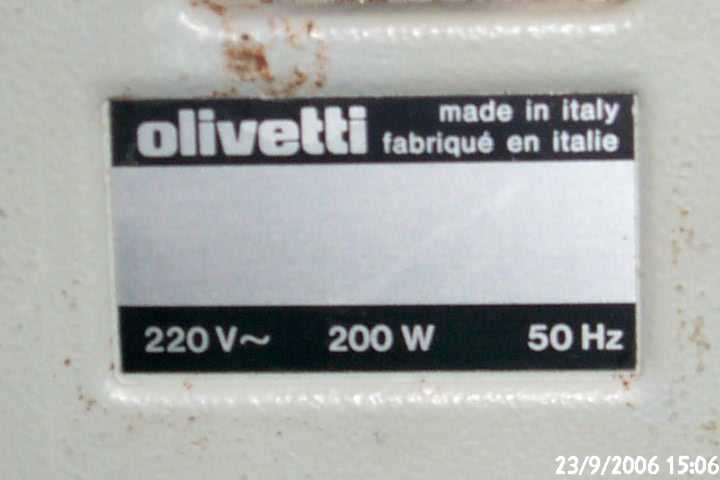 olivetti made in italy
fabriqué en italie
220 V~ 200 W 50 Hz
23/9/2006 15:06